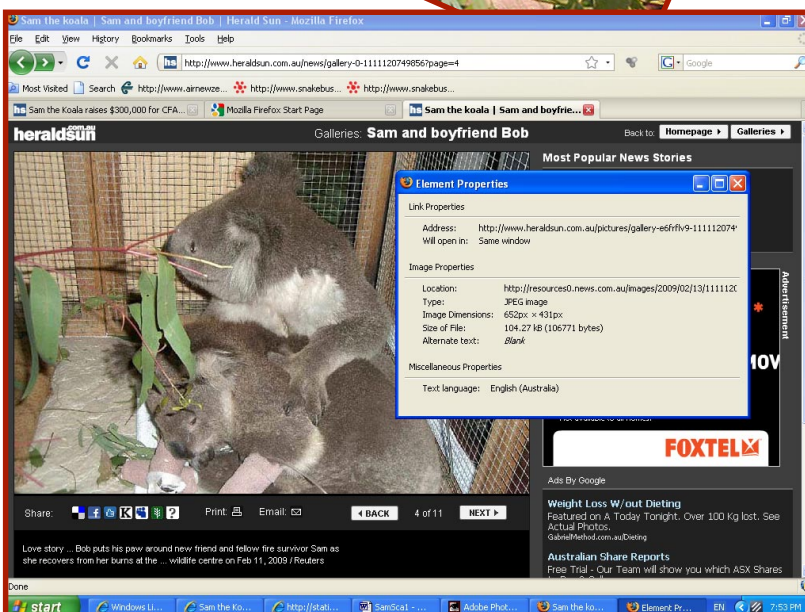 Sam the koala | Sam and boyfriend Bob | Herald Sun - Mozilla Firefox
File Edit View History Bookmarks Tools Help
hs http://www.heraldsun.com.au/news/gallery-0-1111120749856?page=4
G Google
Most Visited Search http://www.airnewze... http://www.snakebus... http://www.snakebus...
hs Sam the Koala raises $300,000 for CFA... Mozilla Firefox Start Page hs Sam the koala | Sam and boyfrie...
heraldsun .com.au Galleries: Sam and boyfriend Bob Back to: Homepage Galleries
Most Popular News Stories
Element Properties
Link Properties
Address: http://www.heraldsun.com.au/pictures/gallery-e6frflv9-111112074
Will open in: Same window
Image Properties
Location: http://resources0.news.com.au/images/2009/02/13/111112
Type: JPEG image
Image Dimensions: 652px × 431px
Size of File: 104.27 kB (106771 bytes)
Alternate text: Blank
Miscellaneous Properties
Text language: English (Australia)
Advertisement
FOXTEL
Ads By Google
Weight Loss W/out Dieting
Featured on A Today Tonight. Over 100 Kg lost. See
Actual Photos.
GabrielMethod.com.au/Dieting
Australian Share Reports
Free Trial - Our Team will show you which ASX Shares
Share: Print: Email: BACK 4 of 11 NEXT
Love story ... Bob puts his paw around new friend and fellow fire survivor Sam as
she recovers from her burns at the ... wildlife centre on Feb 11, 2009 / Reuters
Done
start Windows Li... Sam the Ko... http://stati... SamSca1 - ... Adobe Phot... Sam the ko... Element Pr... EN 7:53 PM